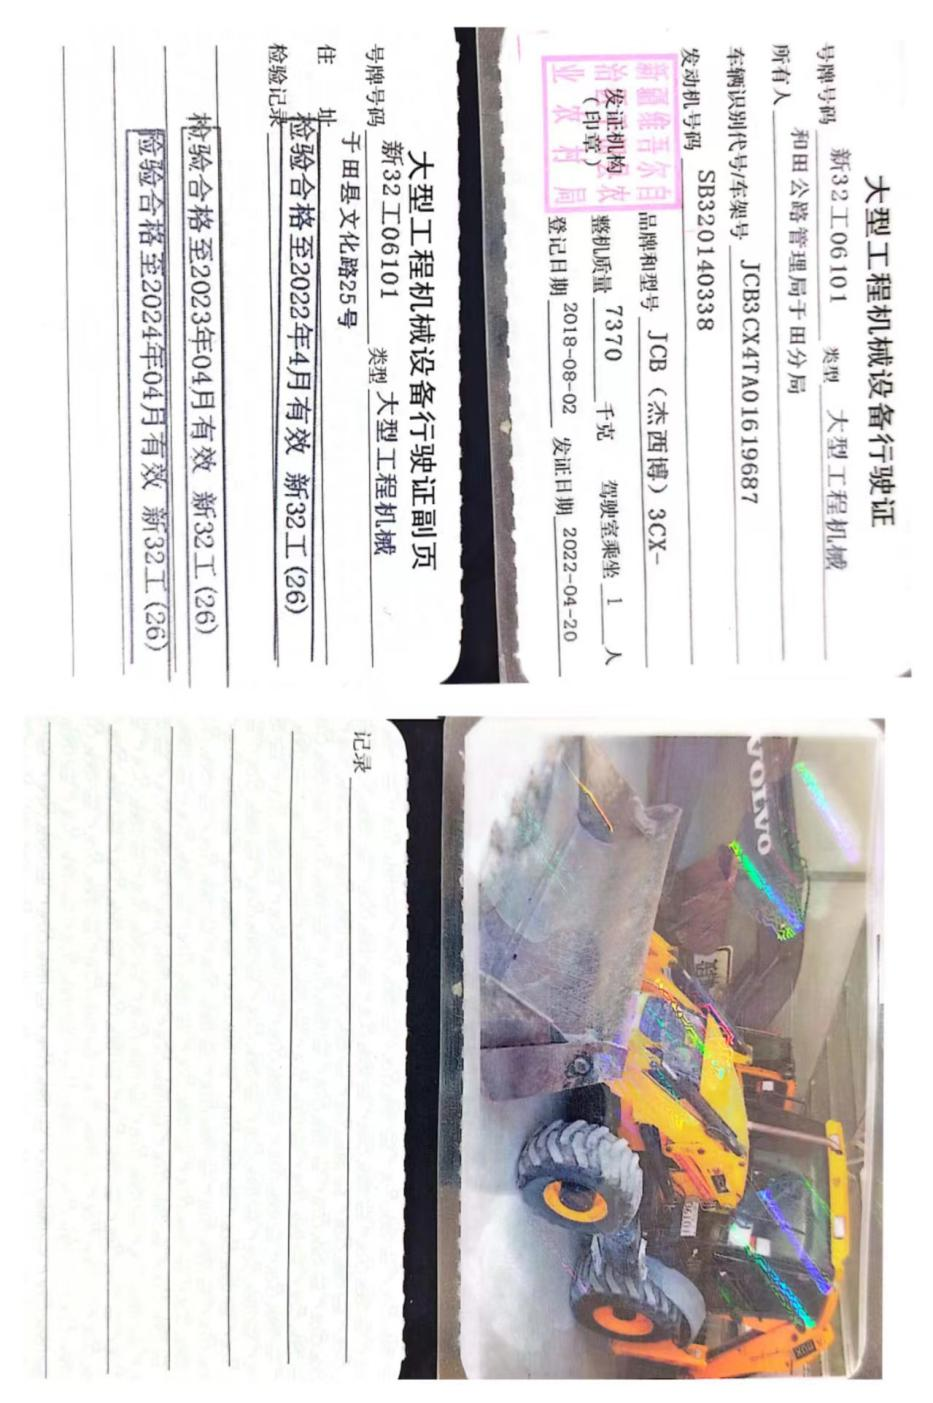 大型工程机械设备行驶证
号牌号码 新32工06101 类型 大型工程机械
所有人 和田公路管理局于田分局
车辆识别代号/车架号 JCB3CX4TA01619687
发动机号码 SB320140338
品牌和型号 JCB（杰西博）3CX-
发证机构
（印章）
整机质量 7370 千克 驾驶室乘坐 1 人
登记日期 2018-08-02 发证日期 2022-04-20
新疆维吾尔自
治
农
业农村局
大型工程机械设备行驶证副页
号牌号码 新32工06101 类型 大型工程机械
住 址 于田县文化路25号
检验记录 检验合格至2022年4月有效 新32工(26)
检验合格至2023年04月有效 新32工(26)
检验合格至2024年04月有效 新32工(26)
记录
VOLVO
06101